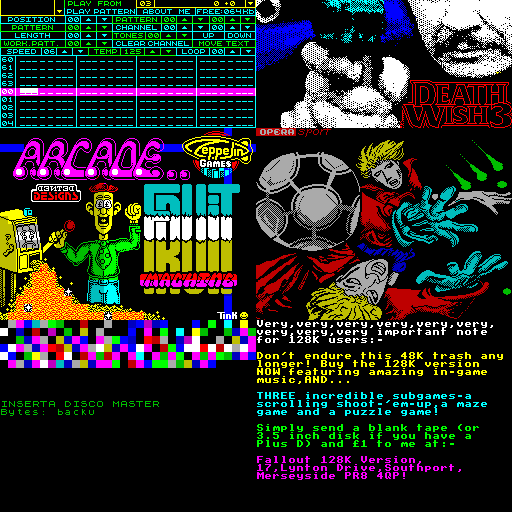 PLAY FROM 03 0 +0
PLAY PATTERN ABOUT ME FREE:
POSITION 00 PATTERN 00
PATTERN 00 CHANNEL 00
LENGTH 00 TONES 00 UP DOWN
WORK.PATT. 00 CLEAR CHANNEL MOVE TEXT
SPEED 06 TEMP 125 LOOP 00
60
61
62
63
00
01
02
03
04
DEATH
WISH 3
ARCADE..
Zeppelin
GAMES
DESIGNS
FRUIT
MACHINE
TinK
OPERA SPORT
Very,very,very,very,very,very,
very,very,very important note
for 128K users:-
Don't endure this 48K trash any
longer! Buy the 128K version
NOW featuring amazing in-game
music,AND...
THREE incredible subgames-a
scrolling shoot-'em-up,a maze
game and a puzzle game!
Simply send a blank tape (or
3.5 inch disk if you have a
Plus D) and £1 to me at:-
Fallout 128K Version,
17,Lynton Drive,Southport,
Merseyside PR8 4QP!
INSERTA DISCO MASTER
Bytes: backu